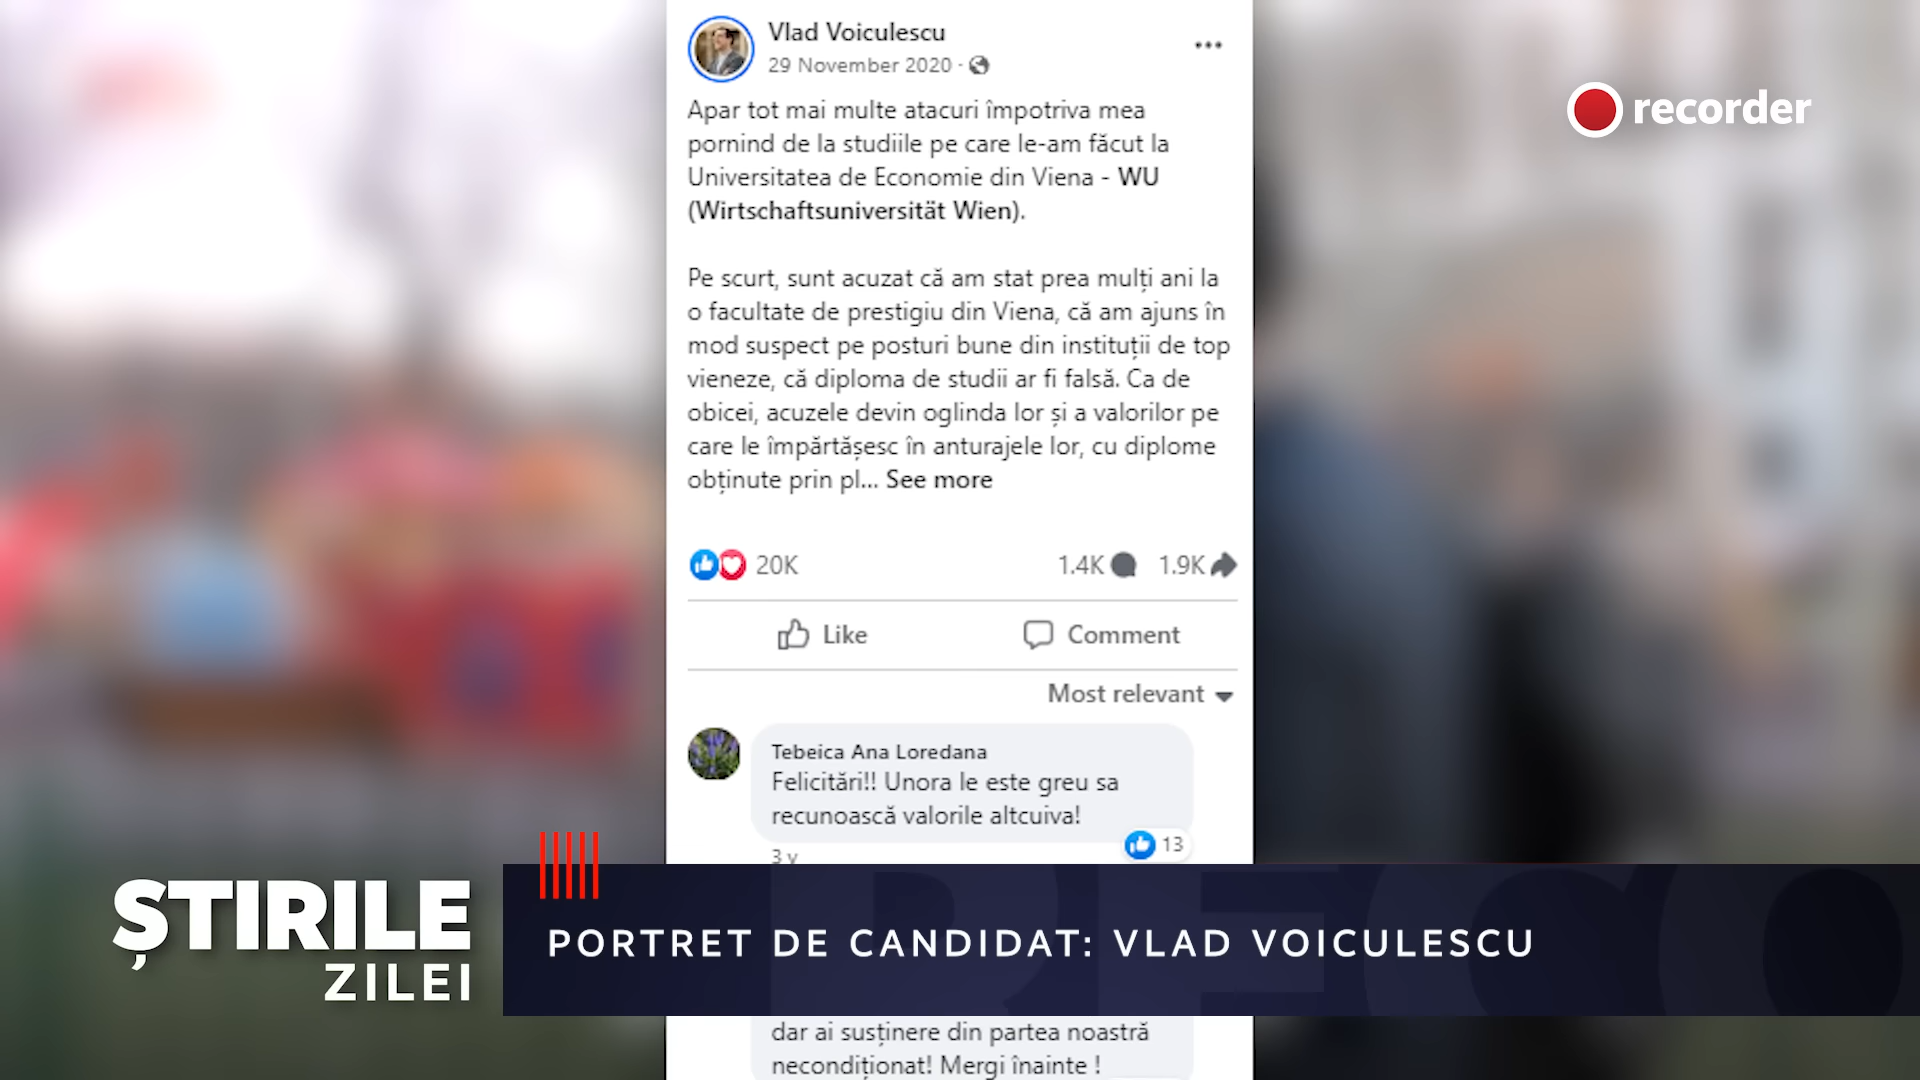 Vlad Voiculescu
29 November 2020 ·
recorder
Apar tot mai multe atacuri împotriva mea
pornind de la studiile pe care le-am făcut la
Universitatea de Economie din Viena - WU
(Wirtschaftsuniversität Wien).
Pe scurt, sunt acuzat că am stat prea mulți ani la
o facultate de prestigiu din Viena, că am ajuns în
mod suspect pe posturi bune din instituții de top
vieneze, că diploma de studii ar fi falsă. Ca de
obicei, acuzele devin oglinda lor și a valorilor pe
care le împărtășesc în anturajele lor, cu diplome
obținute prin pl... See more
20K 1.4K 1.9K
Like Comment
Most relevant
Tebeica Ana Loredana
Felicitări!! Unora le este greu sa
recunoască valorile altcuiva!
13
3 y
ȘTIRILE
ZILEI
PORTRET DE CANDIDAT: VLAD VOICULESCU
dar ai susținere din partea noastră
necondiționat! Mergi înainte !